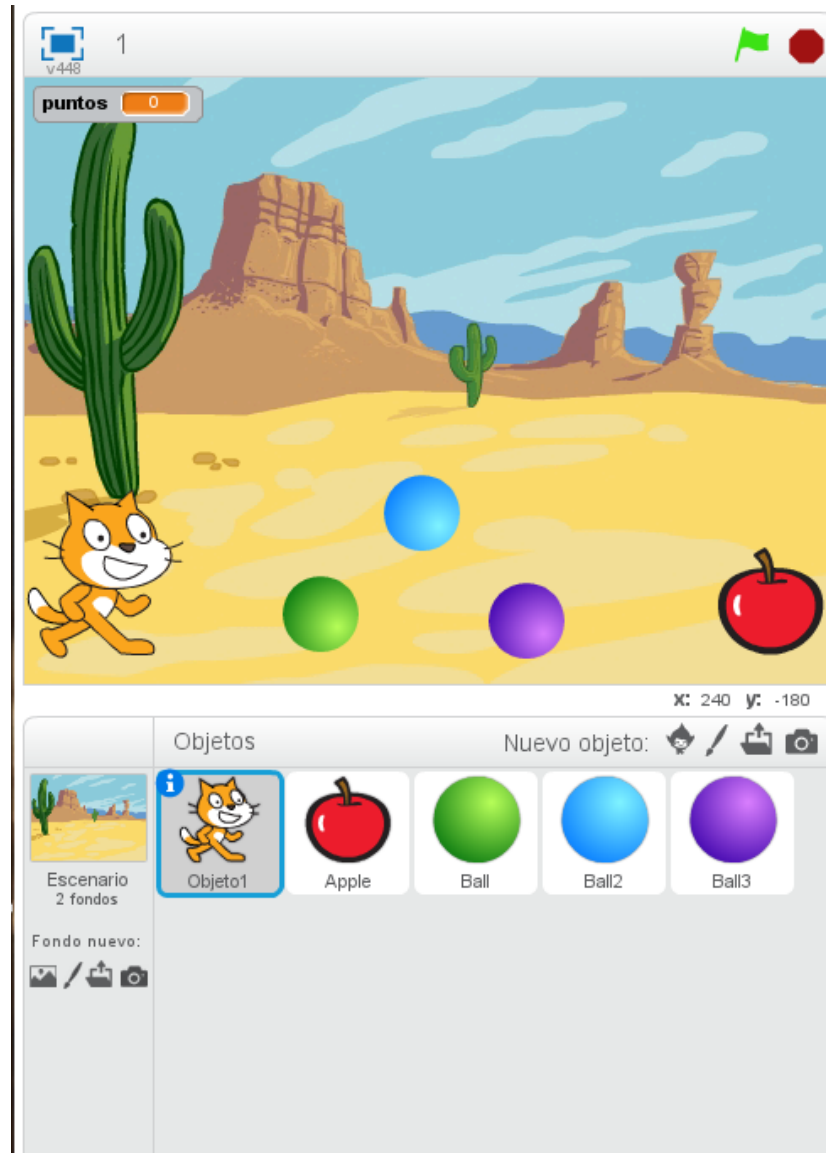 1
v448
puntos 0
x: 240 y: -180
Objetos Nuevo objeto:
i
Escenario
2 fondos
Fondo nuevo:
Objeto1 Apple Ball Ball2 Ball3